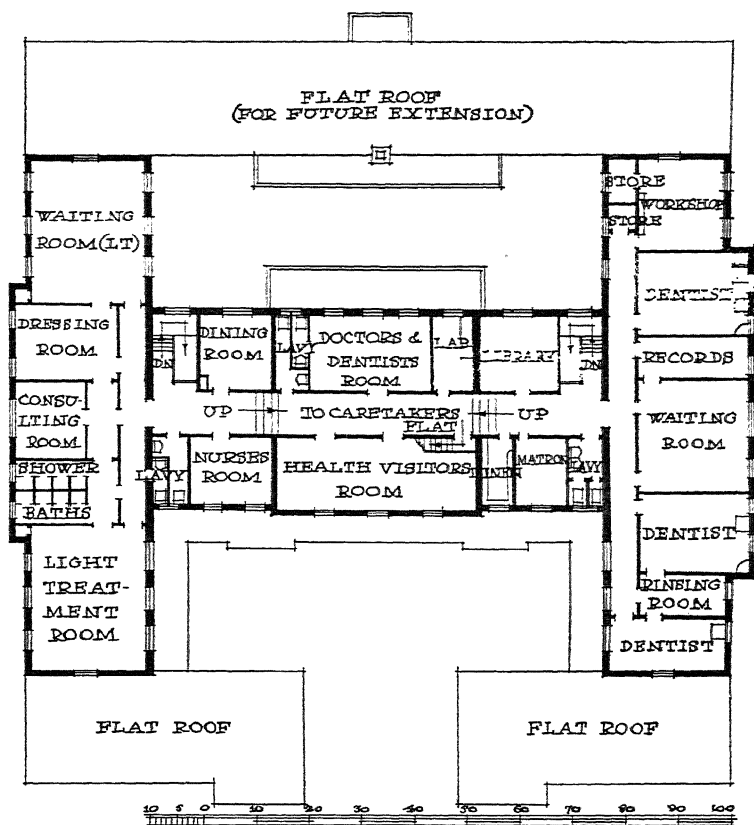 FLAT ROOF
(FOR FUTURE EXTENSION)
WAITING
ROOM (LT)
STORE
WORKSHOP
STORE
DRESSING
ROOM
DN
DINING
ROOM
LAVY
DOCTORS &
DENTISTS
ROOM
LAB
LIBRARY
DN
DENTIST
RECORDS
CONSU-
LTING
ROOM
UP
TO CARETAKERS
FLAT
UP
WAITING
ROOM
SHOWER
BATHS
LAVY
NURSES
ROOM
HEALTH VISITORS
ROOM
LINEN
MATRON
LAVY
DENTIST
LIGHT
TREAT-
MENT
ROOM
RINSING
ROOM
DENTIST
FLAT ROOF
FLAT ROOF
10 5 0 10 20 30 40 50 60 70 80 90 100